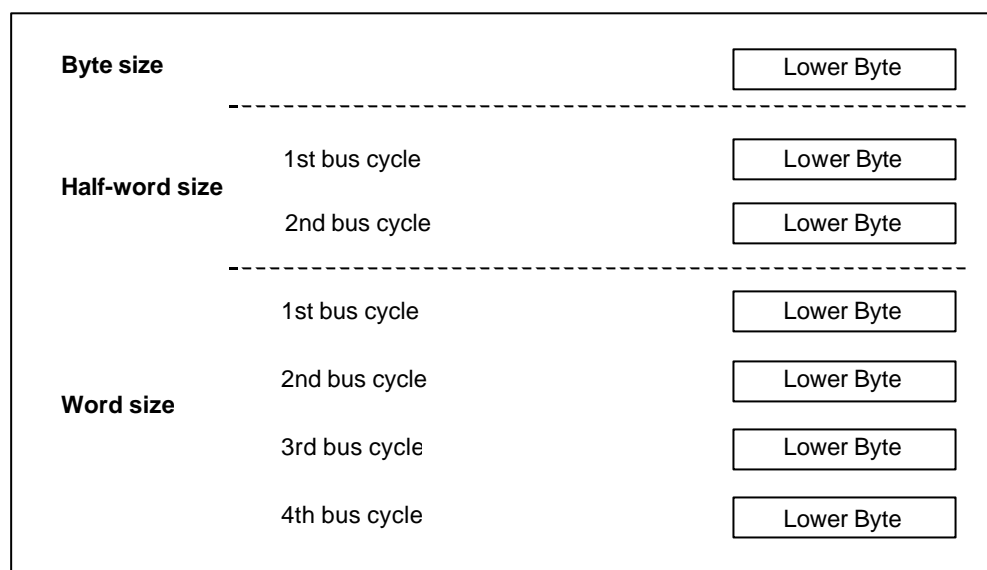 Byte size Lower Byte
1st bus cycle Lower Byte
Half-word size
2nd bus cycle Lower Byte
1st bus cycle Lower Byte
2nd bus cycle Lower Byte
Word size
3rd bus cycle Lower Byte
4th bus cycle Lower Byte